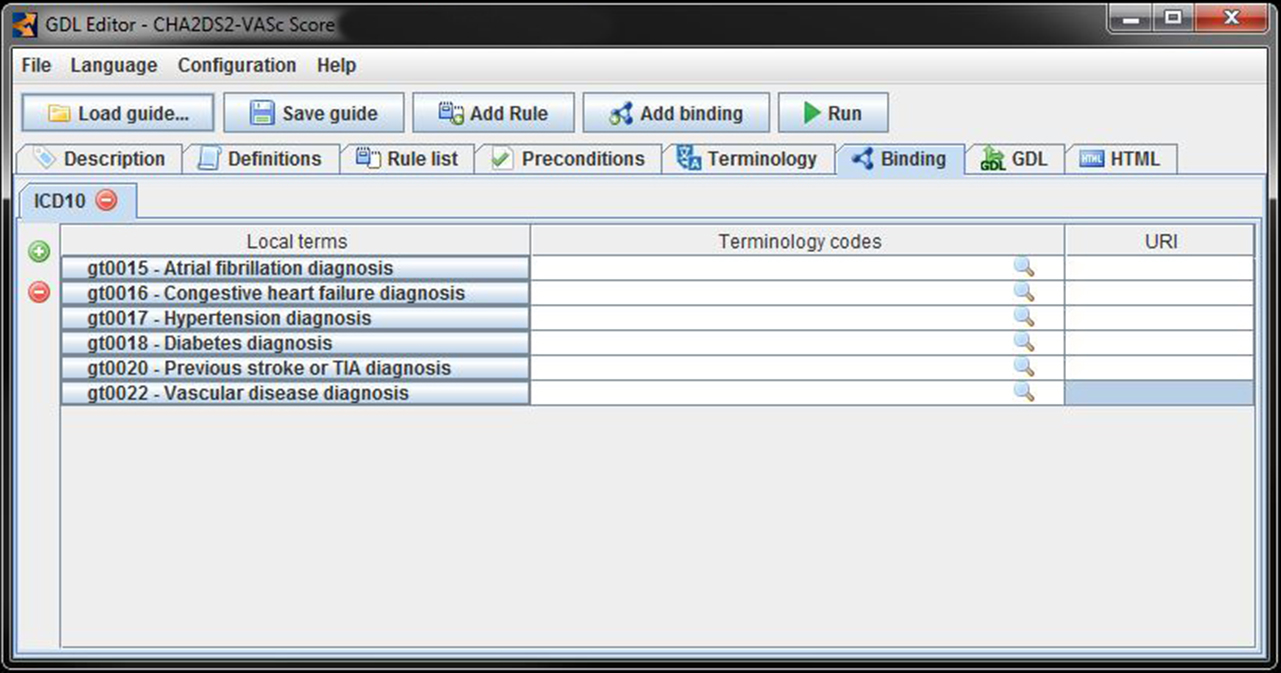 GDL Editor - CHA2DS2-VASc Score
File Language Configuration Help
Load guide... Save guide Add Rule Add binding Run
Description Definitions Rule list Preconditions Terminology Binding GDL GDL HTML HTML
ICD10
Local terms Terminology codes URI
gt0015 - Atrial fibrillation diagnosis
gt0016 - Congestive heart failure diagnosis
gt0017 - Hypertension diagnosis
gt0018 - Diabetes diagnosis
gt0020 - Previous stroke or TIA diagnosis
gt0022 - Vascular disease diagnosis